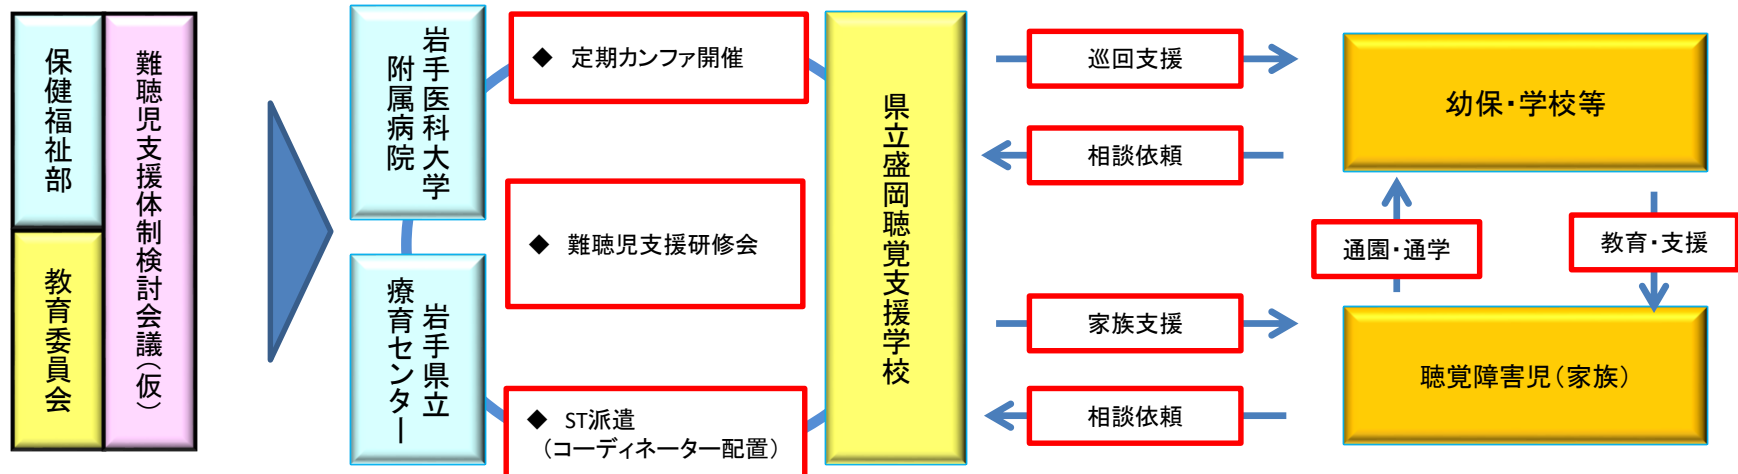 保健福祉部
教育委員会
難聴児支援体制検討会議(仮)
岩手医科大学
附属病院
岩手県立
療育センター
◆ 定期カンファ開催
◆ 難聴児支援研修会
◆ ST派遣
(コーディネーター配置)
県立盛岡聴覚支援学校
巡回支援
相談依頼
家族支援
相談依頼
幼保・学校等
通園・通学
教育・支援
聴覚障害児(家族)